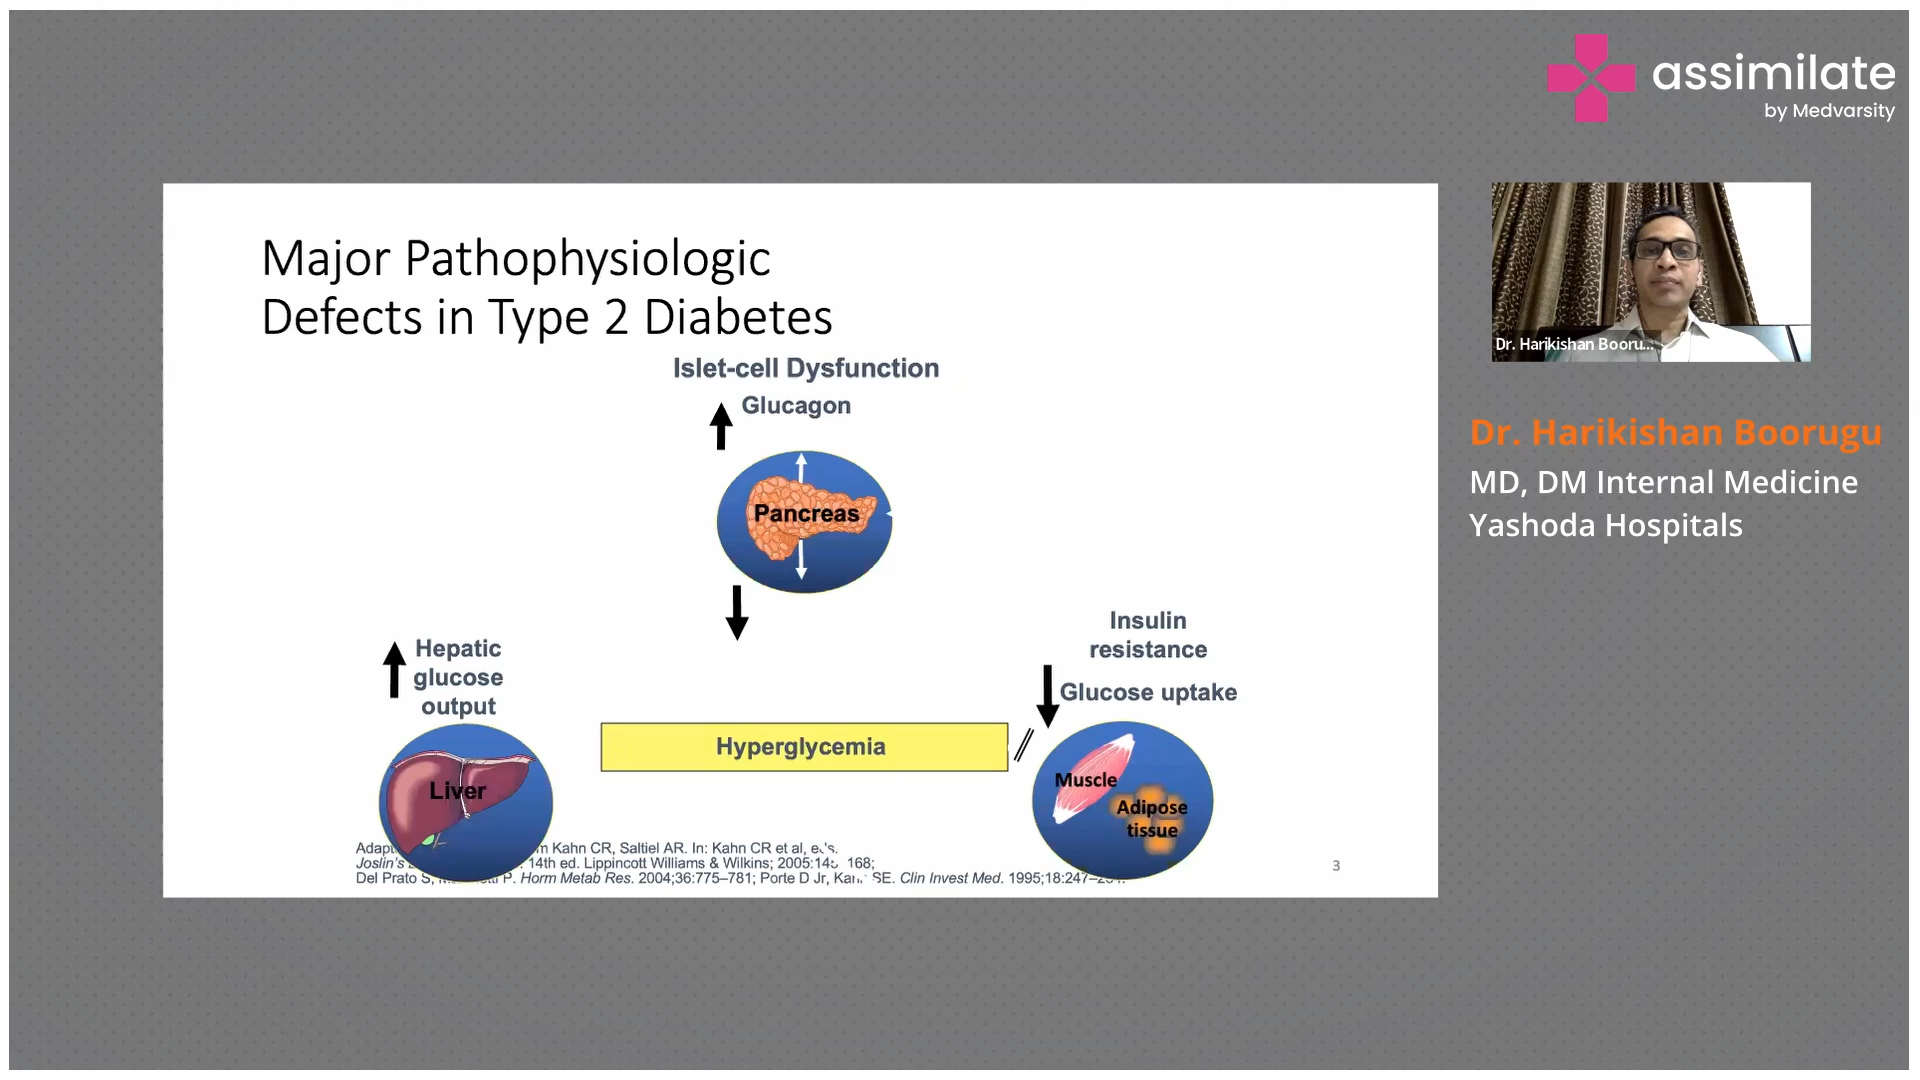 assimilate
by Medvarsity
Major Pathophysiologic
Defects in Type 2 Diabetes
Islet-cell Dysfunction
Glucagon
Pancreas
Hepatic
glucose
output
Liver
Hyperglycemia
Insulin
resistance
Glucose uptake
Muscle
Adipose
tissue
Kahn CR, Saltiel AR. In: Kahn CR et al,
Joslin's 14th ed. Lippincott Williams & Wilkins; 2005: 168;
Del Prato S, P. Horm Metab Res. 2004;36:775–781; Porte D Jr, SE. Clin Invest Med. 1995;18:247–
3
Dr. Harikishan Booru...
Dr. Harikishan Boorugu
MD, DM Internal Medicine
Yashoda Hospitals